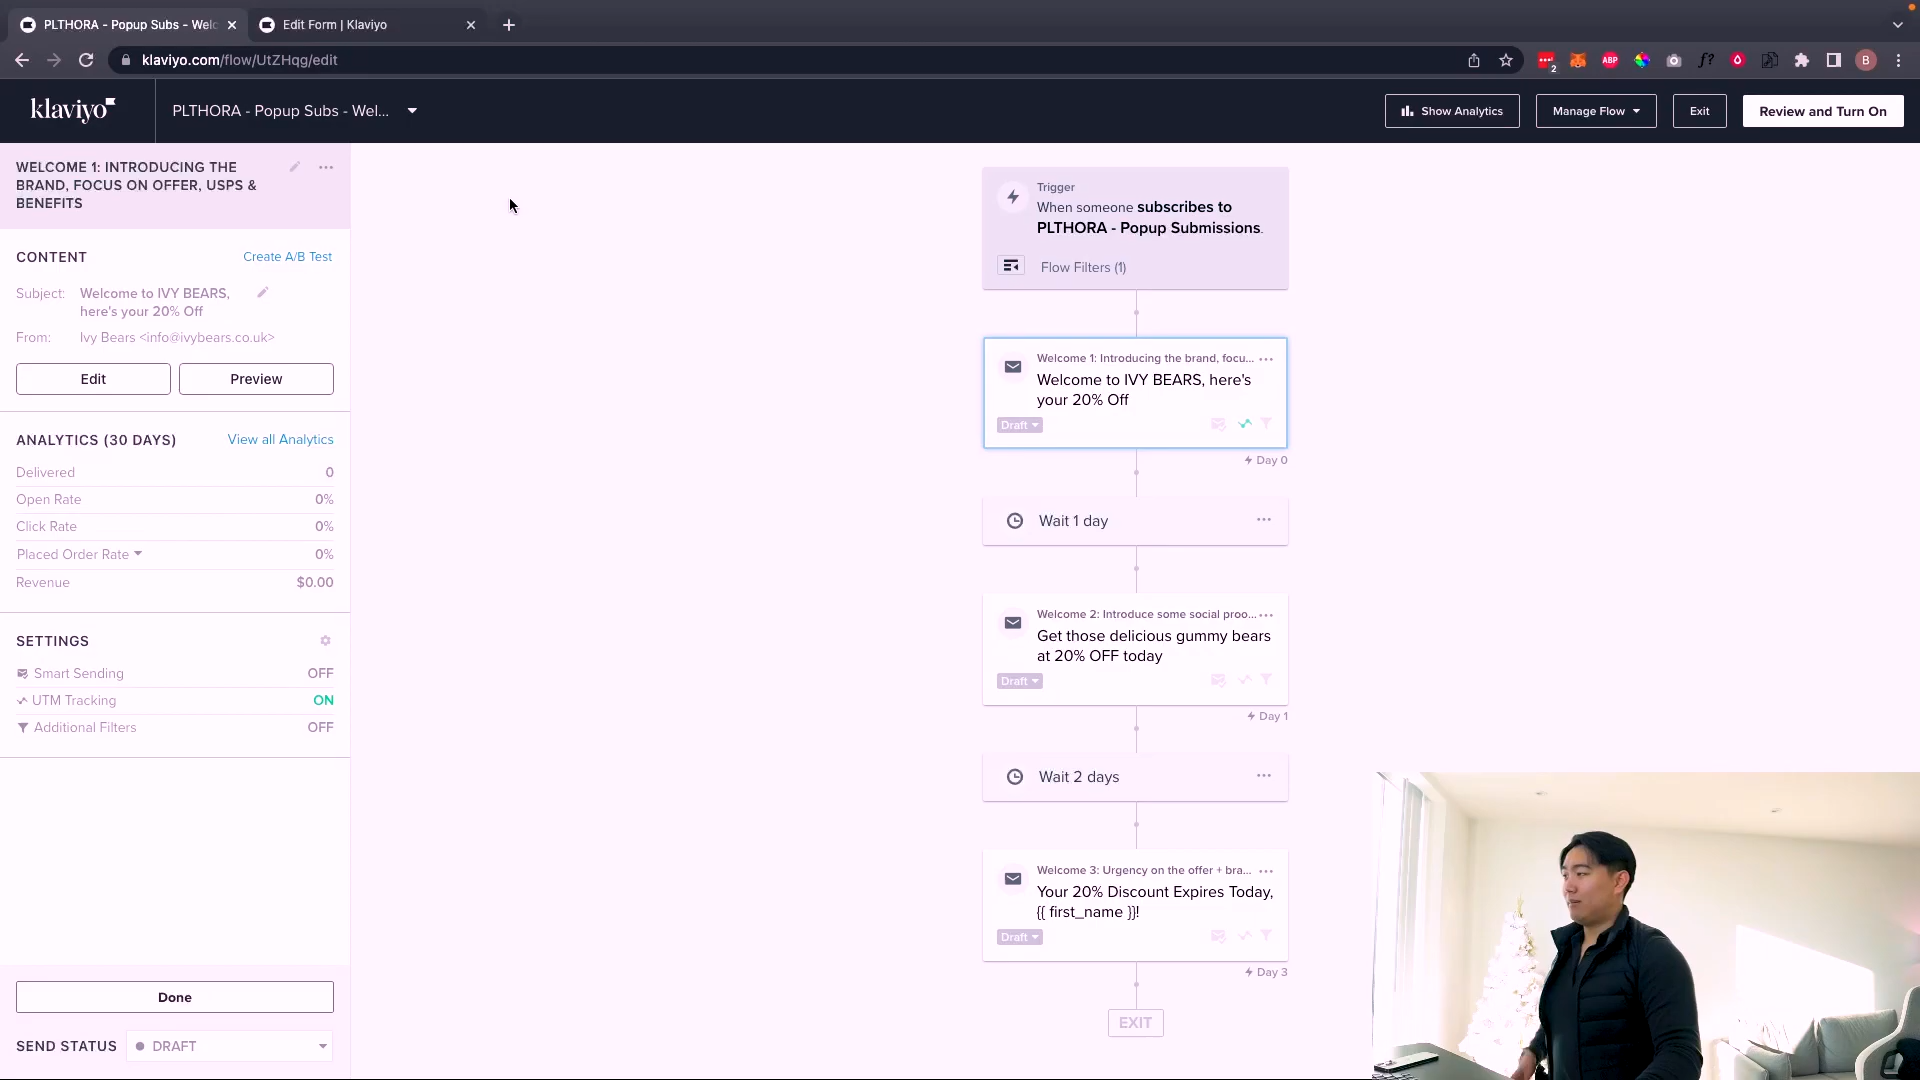 PLTHORA - Popup Subs - Welc
Edit Form | Klaviyo
klaviyo.com/flow/UtZHqg/edit
2
ABP
f?
B
klaviyo
PLTHORA - Popup Subs - Wel...
Show Analytics
Manage Flow
Exit
Review and Turn On
WELCOME 1: INTRODUCING THE
BRAND, FOCUS ON OFFER, USPS &
BENEFITS
CONTENT
Create A/B Test
Subject:
Welcome to IVY BEARS,
here's your 20% Off
From:
Ivy Bears <info@ivybears.co.uk>
Edit
Preview
ANALYTICS (30 DAYS)
View all Analytics
Delivered
0
Open Rate
0%
Click Rate
0%
Placed Order Rate
0%
Revenue
$0.00
SETTINGS
Smart Sending
OFF
UTM Tracking
ON
Additional Filters
OFF
Done
SEND STATUS
DRAFT
Trigger
When someone subscribes to
PLTHORA - Popup Submissions.
Flow Filters (1)
Welcome 1: Introducing the brand, focu...
Welcome to IVY BEARS, here's
your 20% Off
Draft
Day 0
Wait 1 day
Welcome 2: Introduce some social proo...
Get those delicious gummy bears
at 20% OFF today
Draft
Day 1
Wait 2 days
Welcome 3: Urgency on the offer + bra...
Your 20% Discount Expires Today,
{{ first_name }}!
Draft
Day 3
EXIT